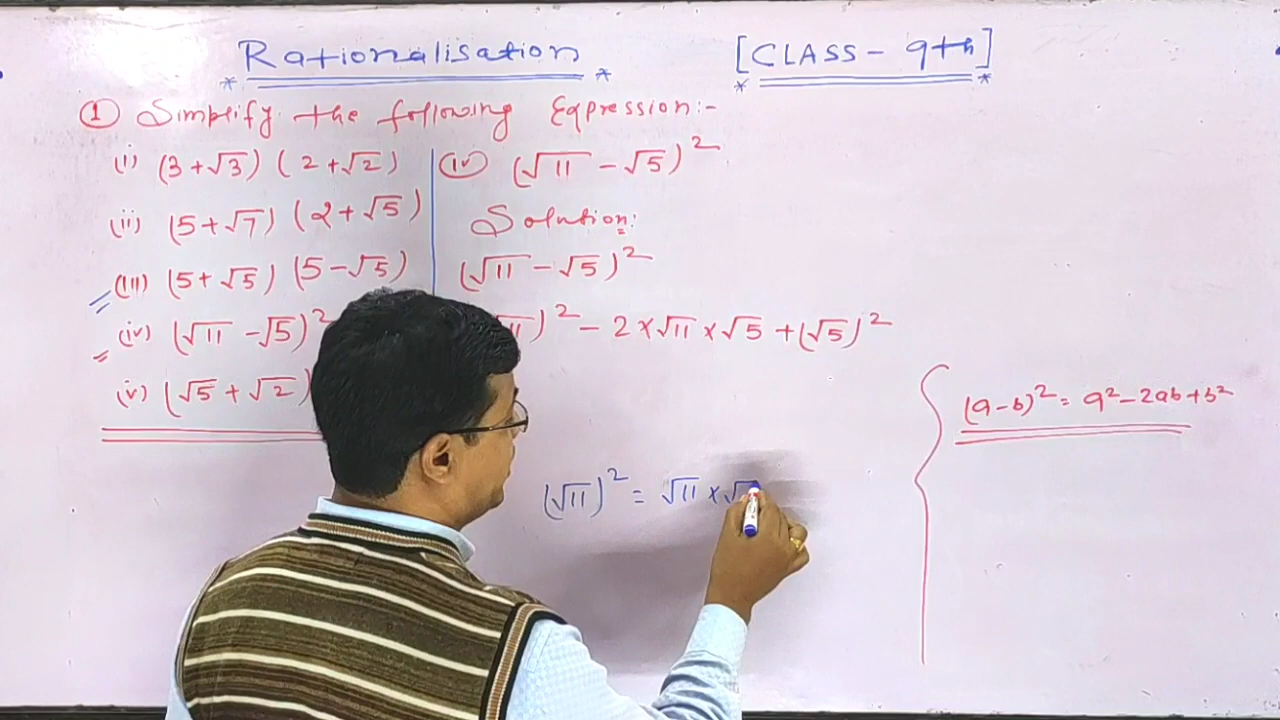 Rationalisation [CLASS - 9th]
① Simplify the following Expression:-
(i) (3+√3) (2+√2)
(ii) (5+√7) (2+√5)
(iii) (5+√5) (5-√5)
(iv) (√11 -√5)²
(v) (√5 + √2)
(iv) (√11 - √5)²
Solution:
(√11 - √5)²
)² - 2×√11×√5 +(√5)²
(√11)² = √11 ×√
(a-b)² = a²-2ab+b²